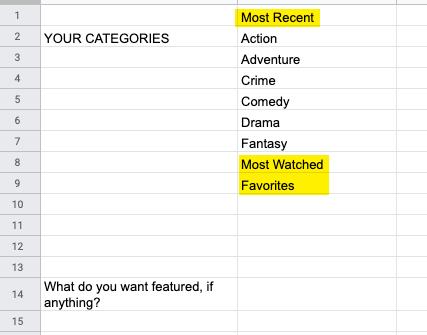 1 Most Recent
2 YOUR CATEGORIES Action
3 Adventure
4 Crime
5 Comedy
6 Drama
7 Fantasy
8 Most Watched
9 Favorites
10
11
12
13
14 What do you want featured, if
anything?
15